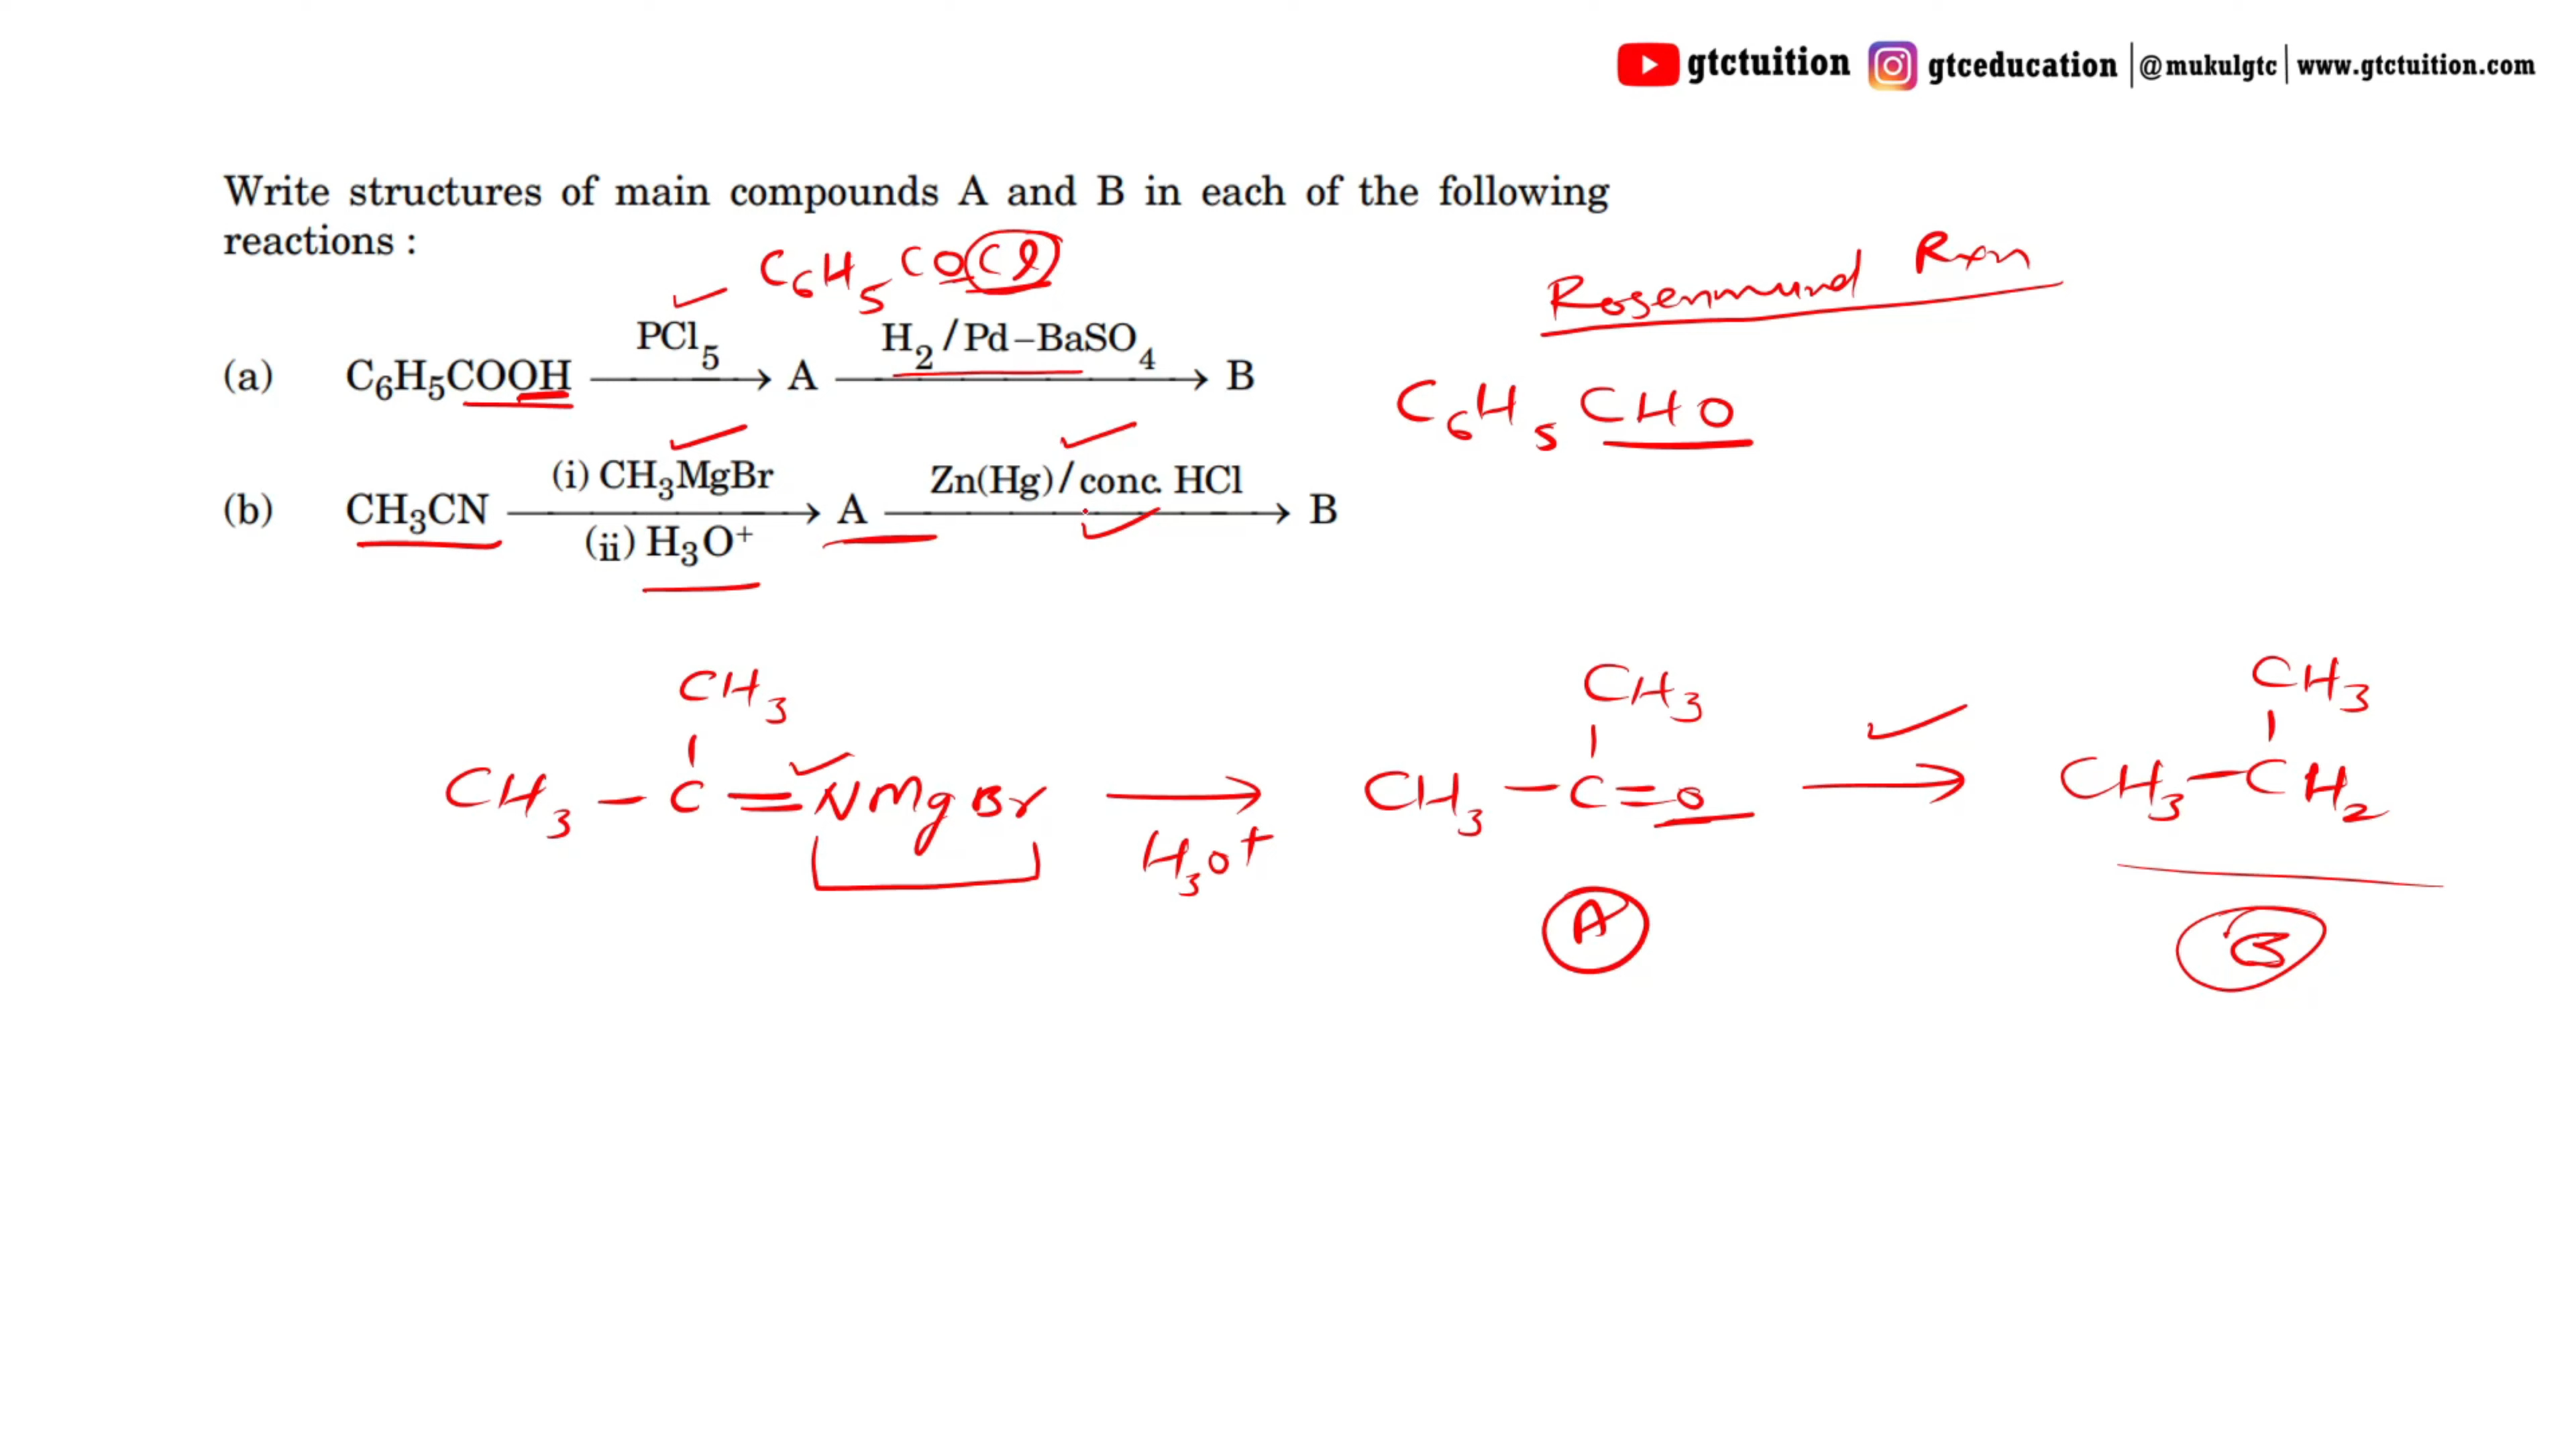 gtctuition gtceducation | @mukulgtc | www.gtctuition.com
Write structures of main compounds A and B in each of the following
reactions :
C₆H₅COCl
Rosenmund Rxn
PCl₅ H₂/Pd–BaSO₄
(a) C₆H₅COOH ⟶ A ⟶ B
C₆H₅CHO
(i) CH₃MgBr Zn(Hg)/conc. HCl
(b) CH₃CN ⟶ A ⟶ B
(ii) H₃O⁺
CH₃ CH₃ CH₃
| | |
CH₃ – C = NMgBr ⟶ CH₃ – C = O ⟶ CH₃ – CH₂
H₃O⁺
A B